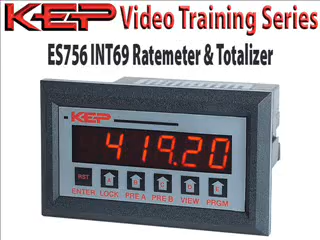 KEP Video Training Series
ES756 INT69 Ratemeter & Totalizer
KEP
419.20
RST A B C D E
ENTER LOCK PRE A PRE B VIEW PRGM